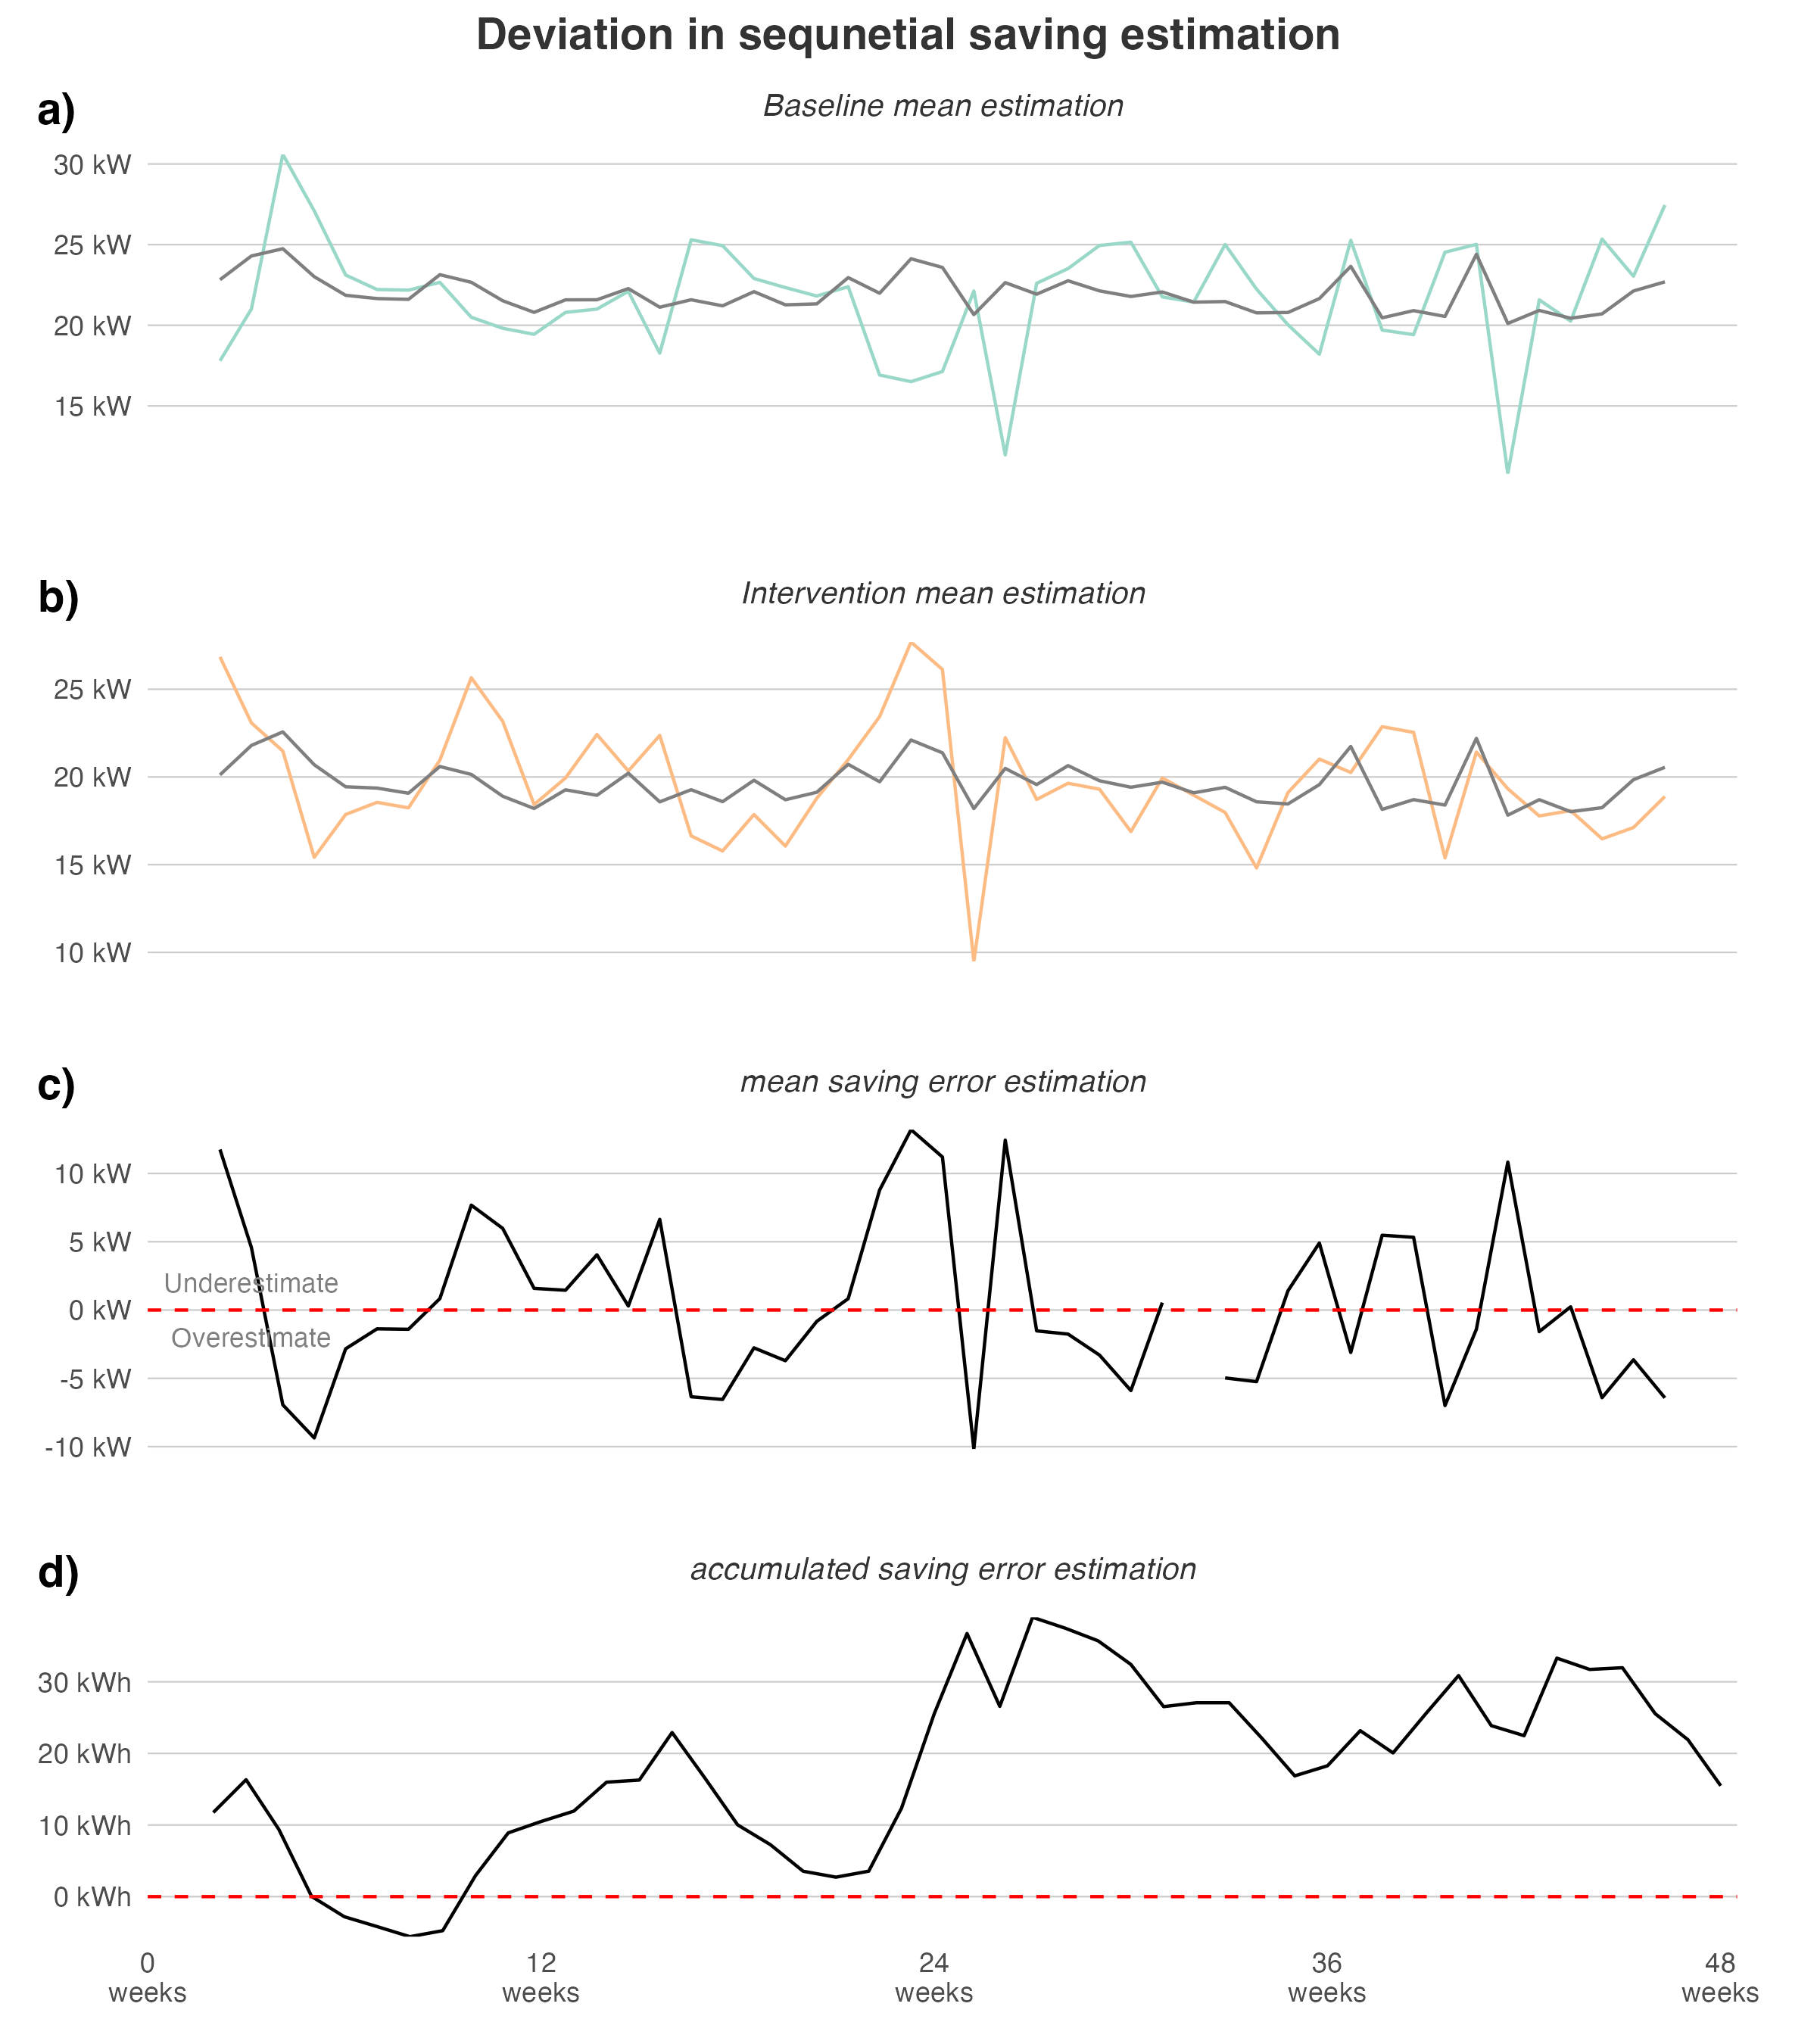 Deviation in sequnetial saving estimation
a)
Baseline mean estimation
30 kW
25 kW
20 kW
15 kW
b)
Intervention mean estimation
25 kW
20 kW
15 kW
10 kW
c)
mean saving error estimation
10 kW
5 kW
Underestimate
0 kW
Overestimate
-5 kW
-10 kW
d)
accumulated saving error estimation
30 kWh
20 kWh
10 kWh
0 kWh
0 12 24 36 48
weeks weeks weeks weeks weeks